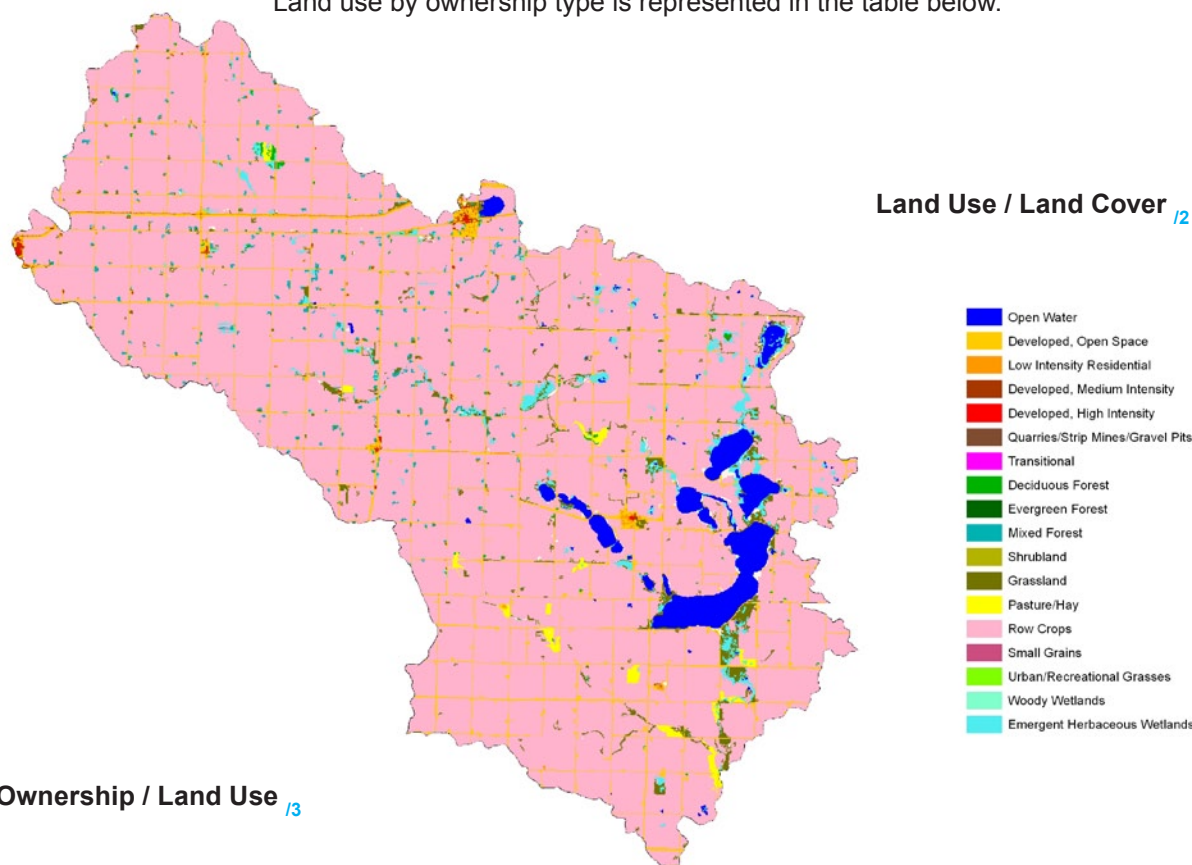 Land use by ownership type is represented in the table below.
Land Use / Land Cover /2
Open Water
Developed, Open Space
Low Intensity Residential
Developed, Medium Intensity
Developed, High Intensity
Quarries/Strip Mines/Gravel Pits
Transitional
Deciduous Forest
Evergreen Forest
Mixed Forest
Shrubland
Grassland
Pasture/Hay
Row Crops
Small Grains
Urban/Recreational Grasses
Woody Wetlands
Emergent Herbaceous Wetlands
Ownership / Land Use /3